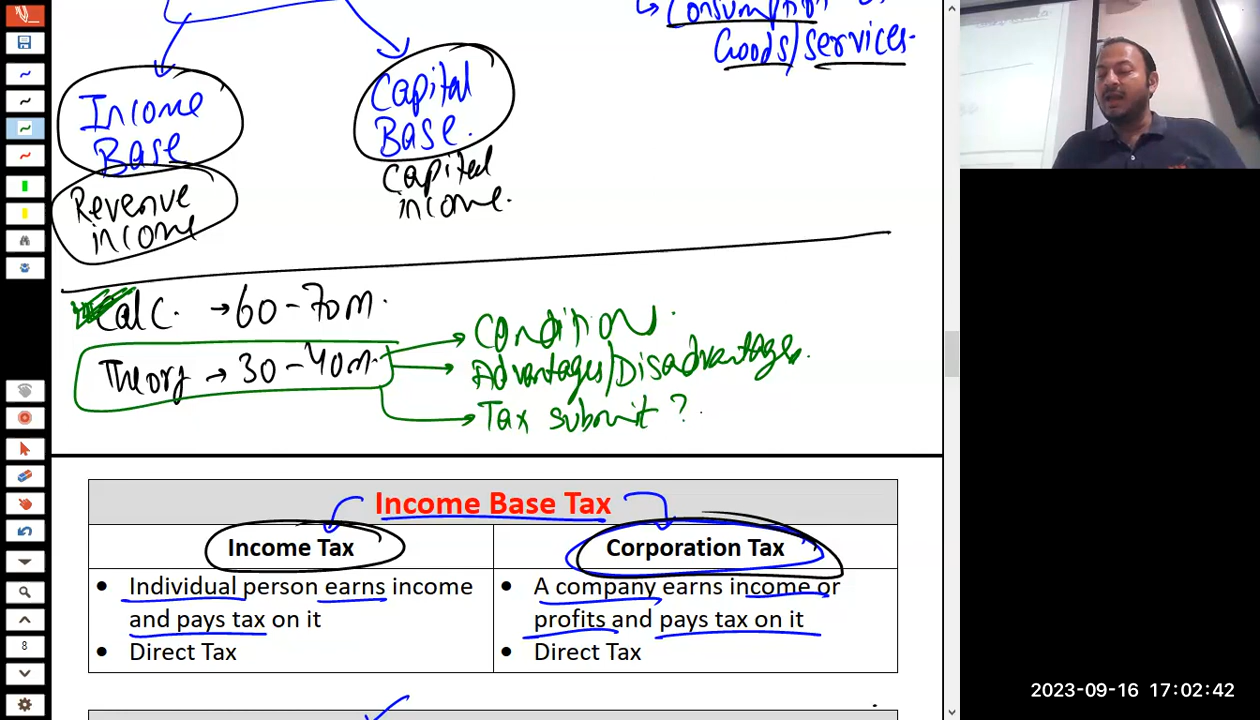 Consumption
Goods/Services.
Income
Base
Revenue
income
Capital
Base.
Capital
income.
Calc. → 60-70m.
Theory → 30-40m.
Condition.
Advantages/Disadvantages.
Tax submit?
Income Base Tax
Income Tax
Corporation Tax
• Individual person earns income
and pays tax on it
• Direct Tax
• A company earns income or
profits and pays tax on it
• Direct Tax
8
2023-09-16 17:02:42